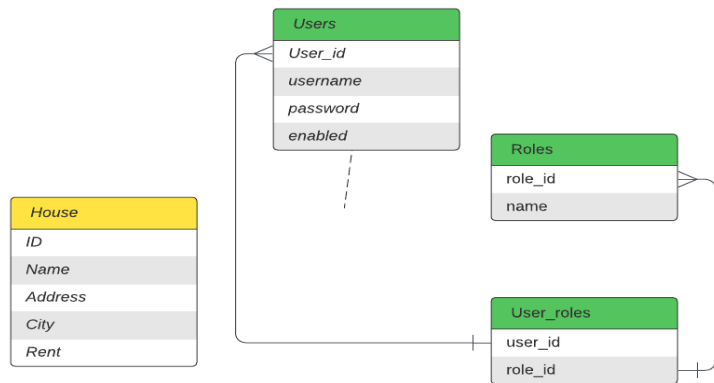 Users
User_id
username
password
enabled
Roles
role_id
name
House
ID
Name
Address
City
Rent
User_roles
user_id
role_id